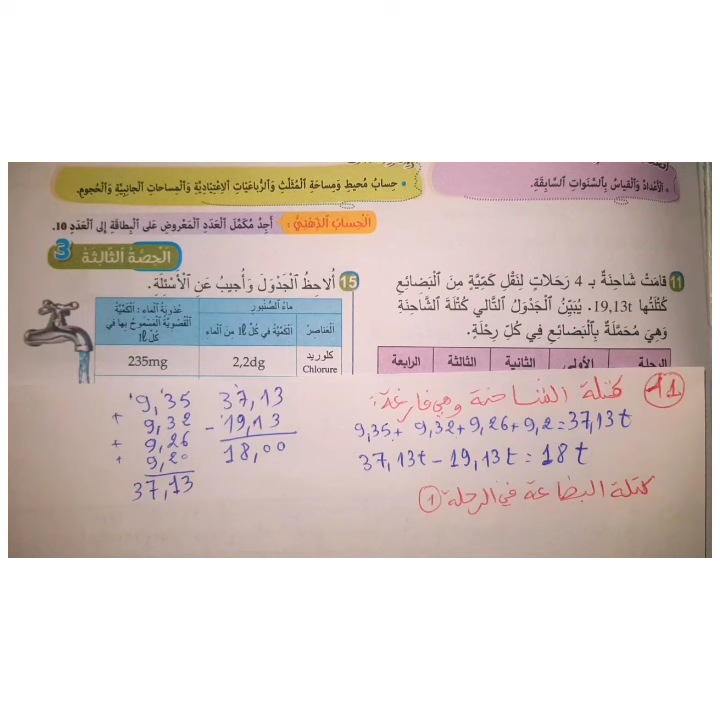 • الأعداد والقياس بالسنوات السابقة.
• حساب محيط ومساحة المثلث والرباعيات الاعتيادية والمساحات الجانبية والحجوم.
الحساب الذهني : أجد مكمل العدد المعروض على البطاقة إلى العدد 10.
الحصة الثالثة 3
11 قامت شاحنة بـ 4 رحلات لنقل كمية من البضائع
كتلتها 19,13t. يبين الجدول التالي كتلة الشاحنة
وهي محملة بالبضائع في كل رحلة.
الرحلة الأولى الثانية الثالثة الرابعة
15 ألاحظ الجدول وأجيب عن الأسئلة.
ماء الصنبور
العناصر الكمية في كل 1l من الماء
عذوبة الماء : الكمية
القصوية المسموح بها في
كل 1l
كلوريد 2,2dg 235mg
Chlorure
11- كتلة الشاحنة وهي فارغة:
9,35 + 9,32 + 9,26 + 9,2 = 37,13 t
37,13t - 19,13t = 18 t
كتلة البضاعة في الرحلة 1
37,13
- 19,13
18,00
9,35
+ 9,32
+ 9,26
+ 9,20
37,13